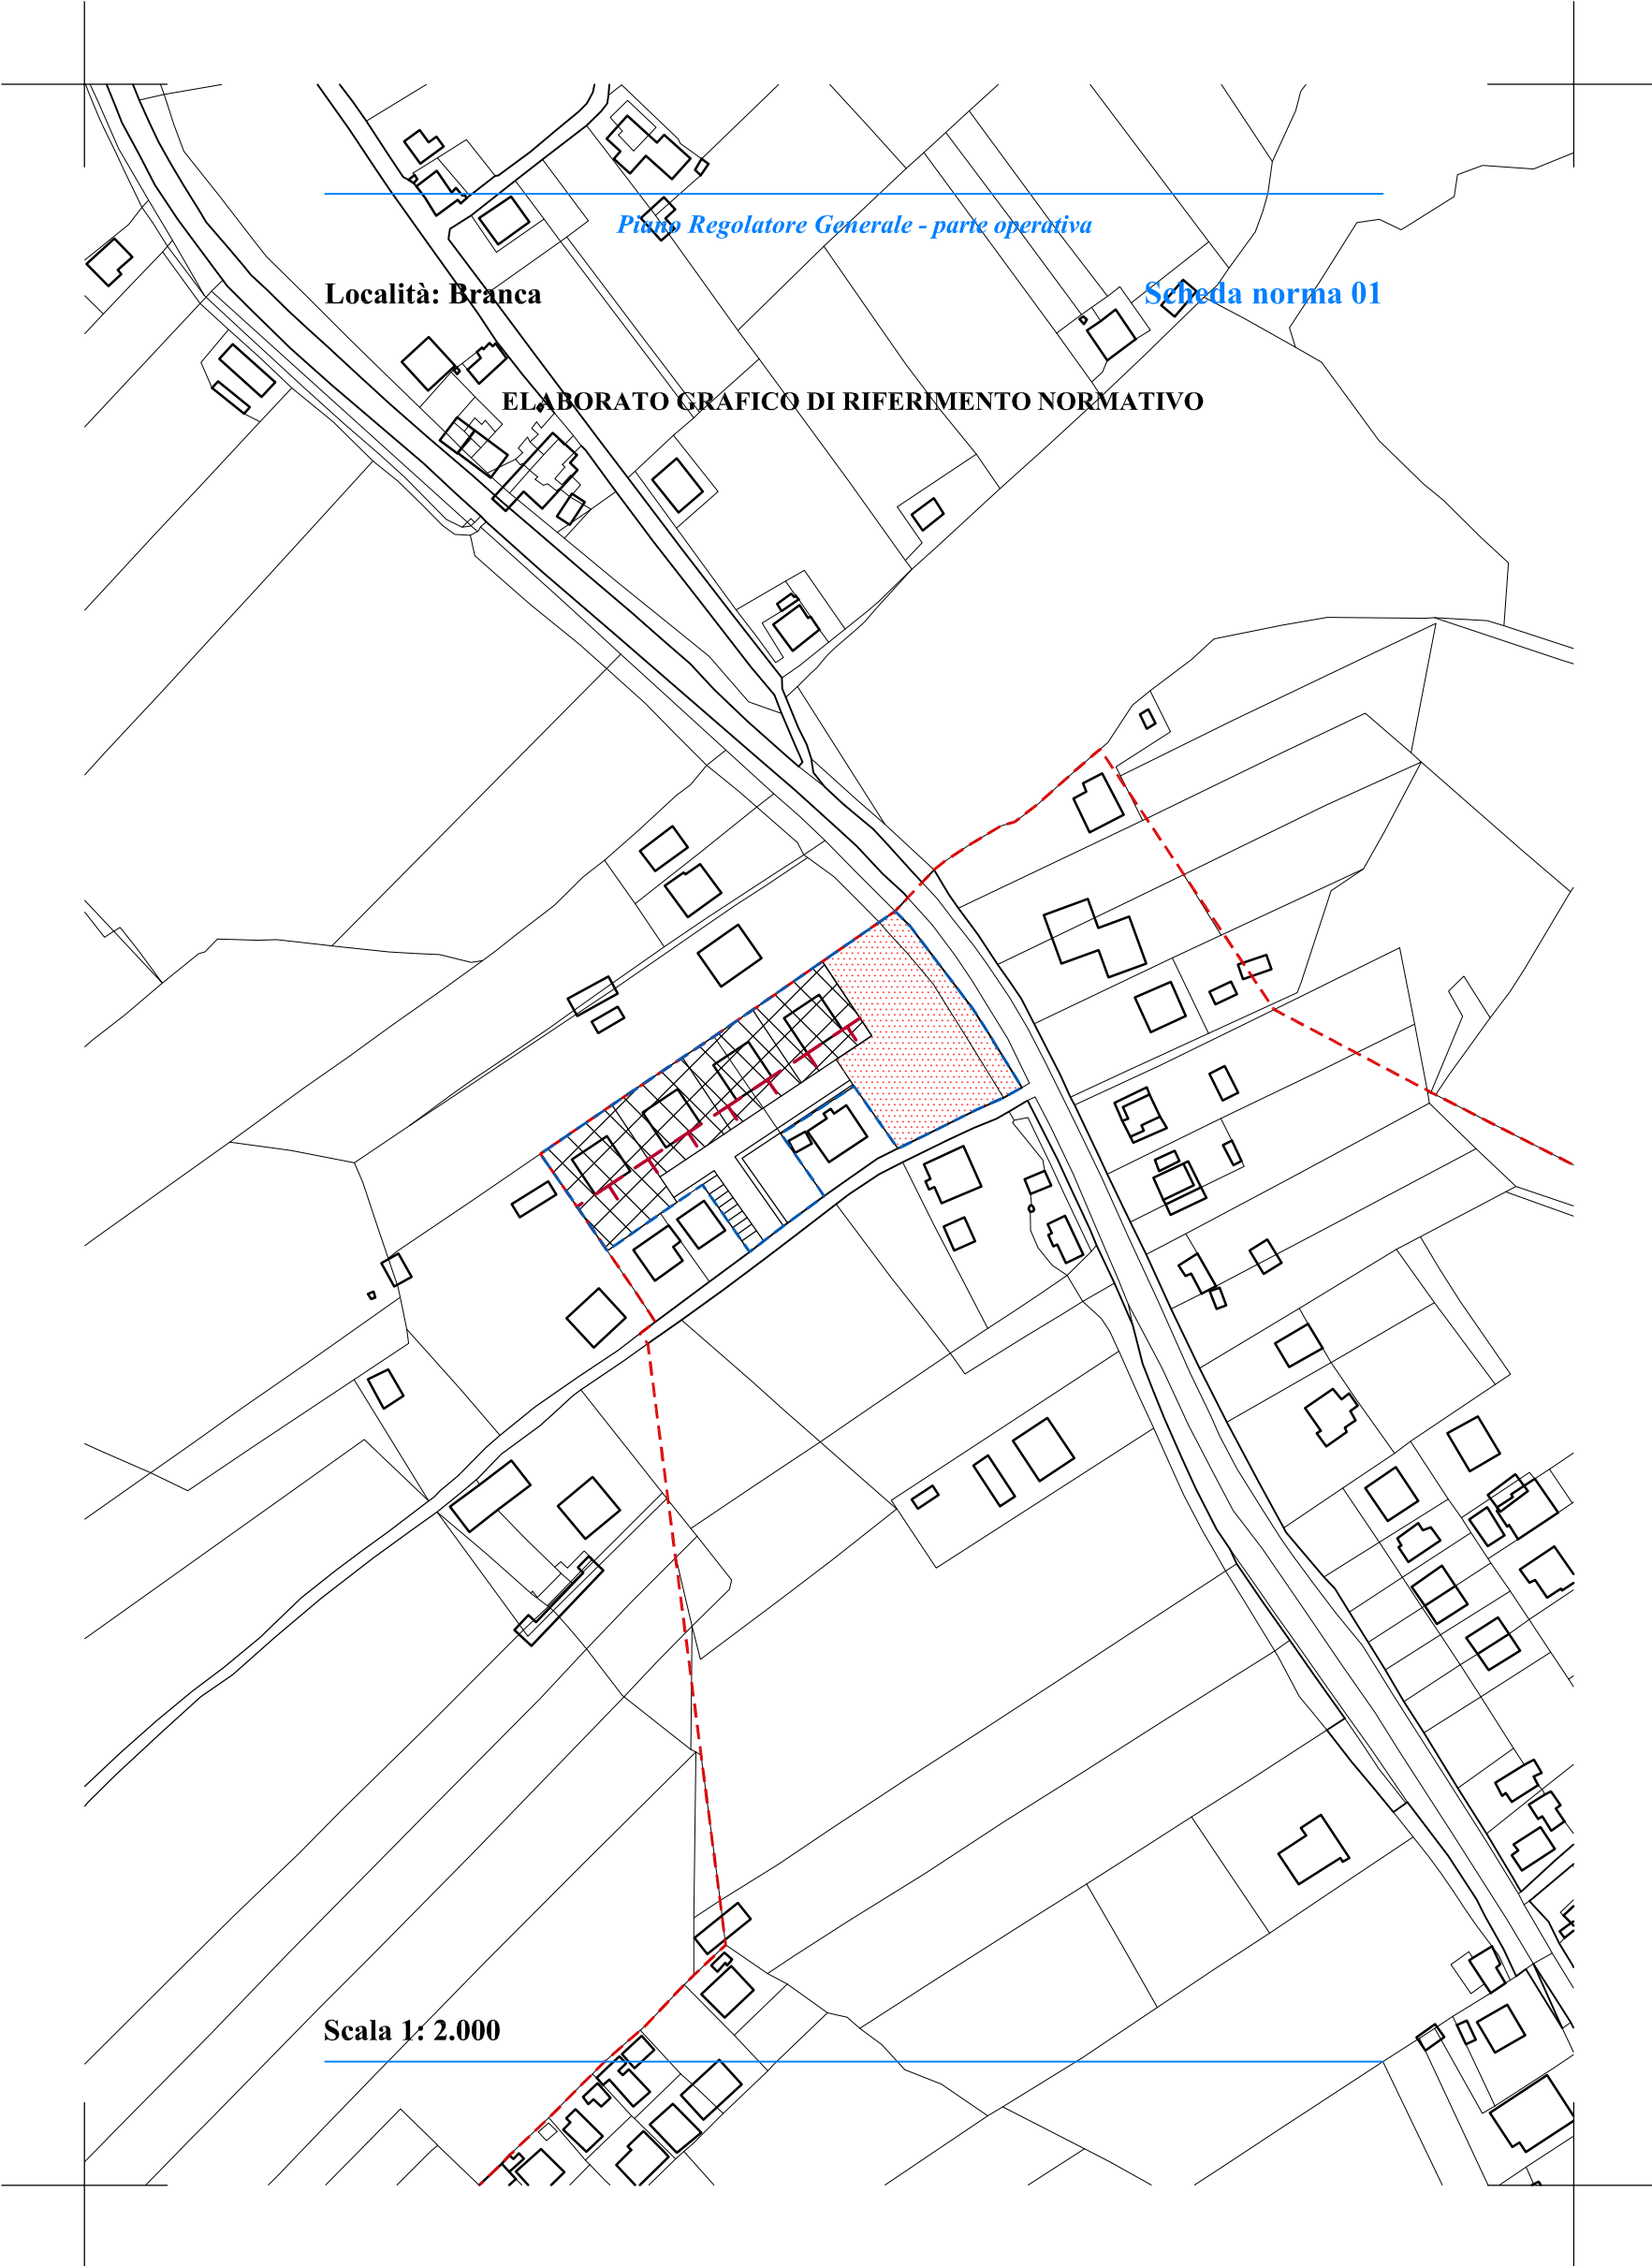 Piano Regolatore Generale - parte operativa
Località: Branca
Scheda norma 01
ELABORATO GRAFICO DI RIFERIMENTO NORMATIVO
Scala 1: 2.000